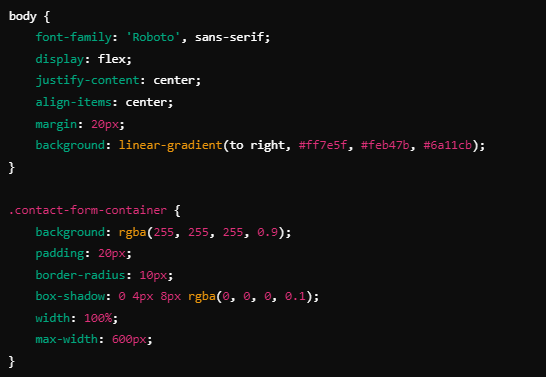 body {
    font-family: 'Roboto', sans-serif;
    display: flex;
    justify-content: center;
    align-items: center;
    margin: 20px;
    background: linear-gradient(to right, #ff7e5f, #feb47b, #6a11cb);
}

.contact-form-container {
    background: rgba(255, 255, 255, 0.9);
    padding: 20px;
    border-radius: 10px;
    box-shadow: 0 4px 8px rgba(0, 0, 0, 0.1);
    width: 100%;
    max-width: 600px;
}